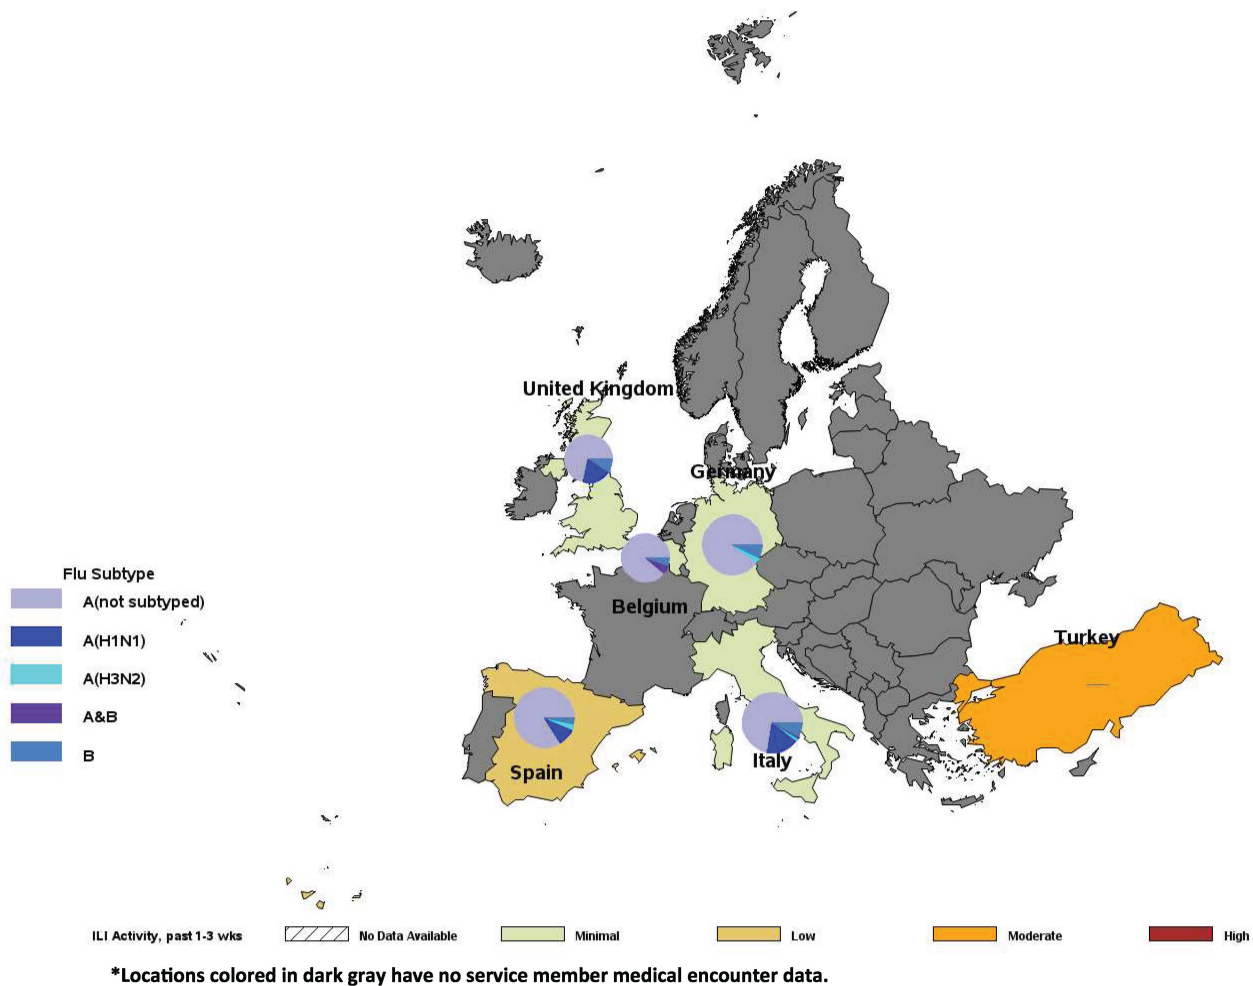 United Kingdom
Germany
Belgium
Turkey
Spain
Italy
Flu Subtype
A(not subtyped)
A(H1N1)
A(H3N2)
A&B
B
ILI Activity, past 1-3 wks
No Data Available
Minimal
Low
Moderate
High
*Locations colored in dark gray have no service member medical encounter data.